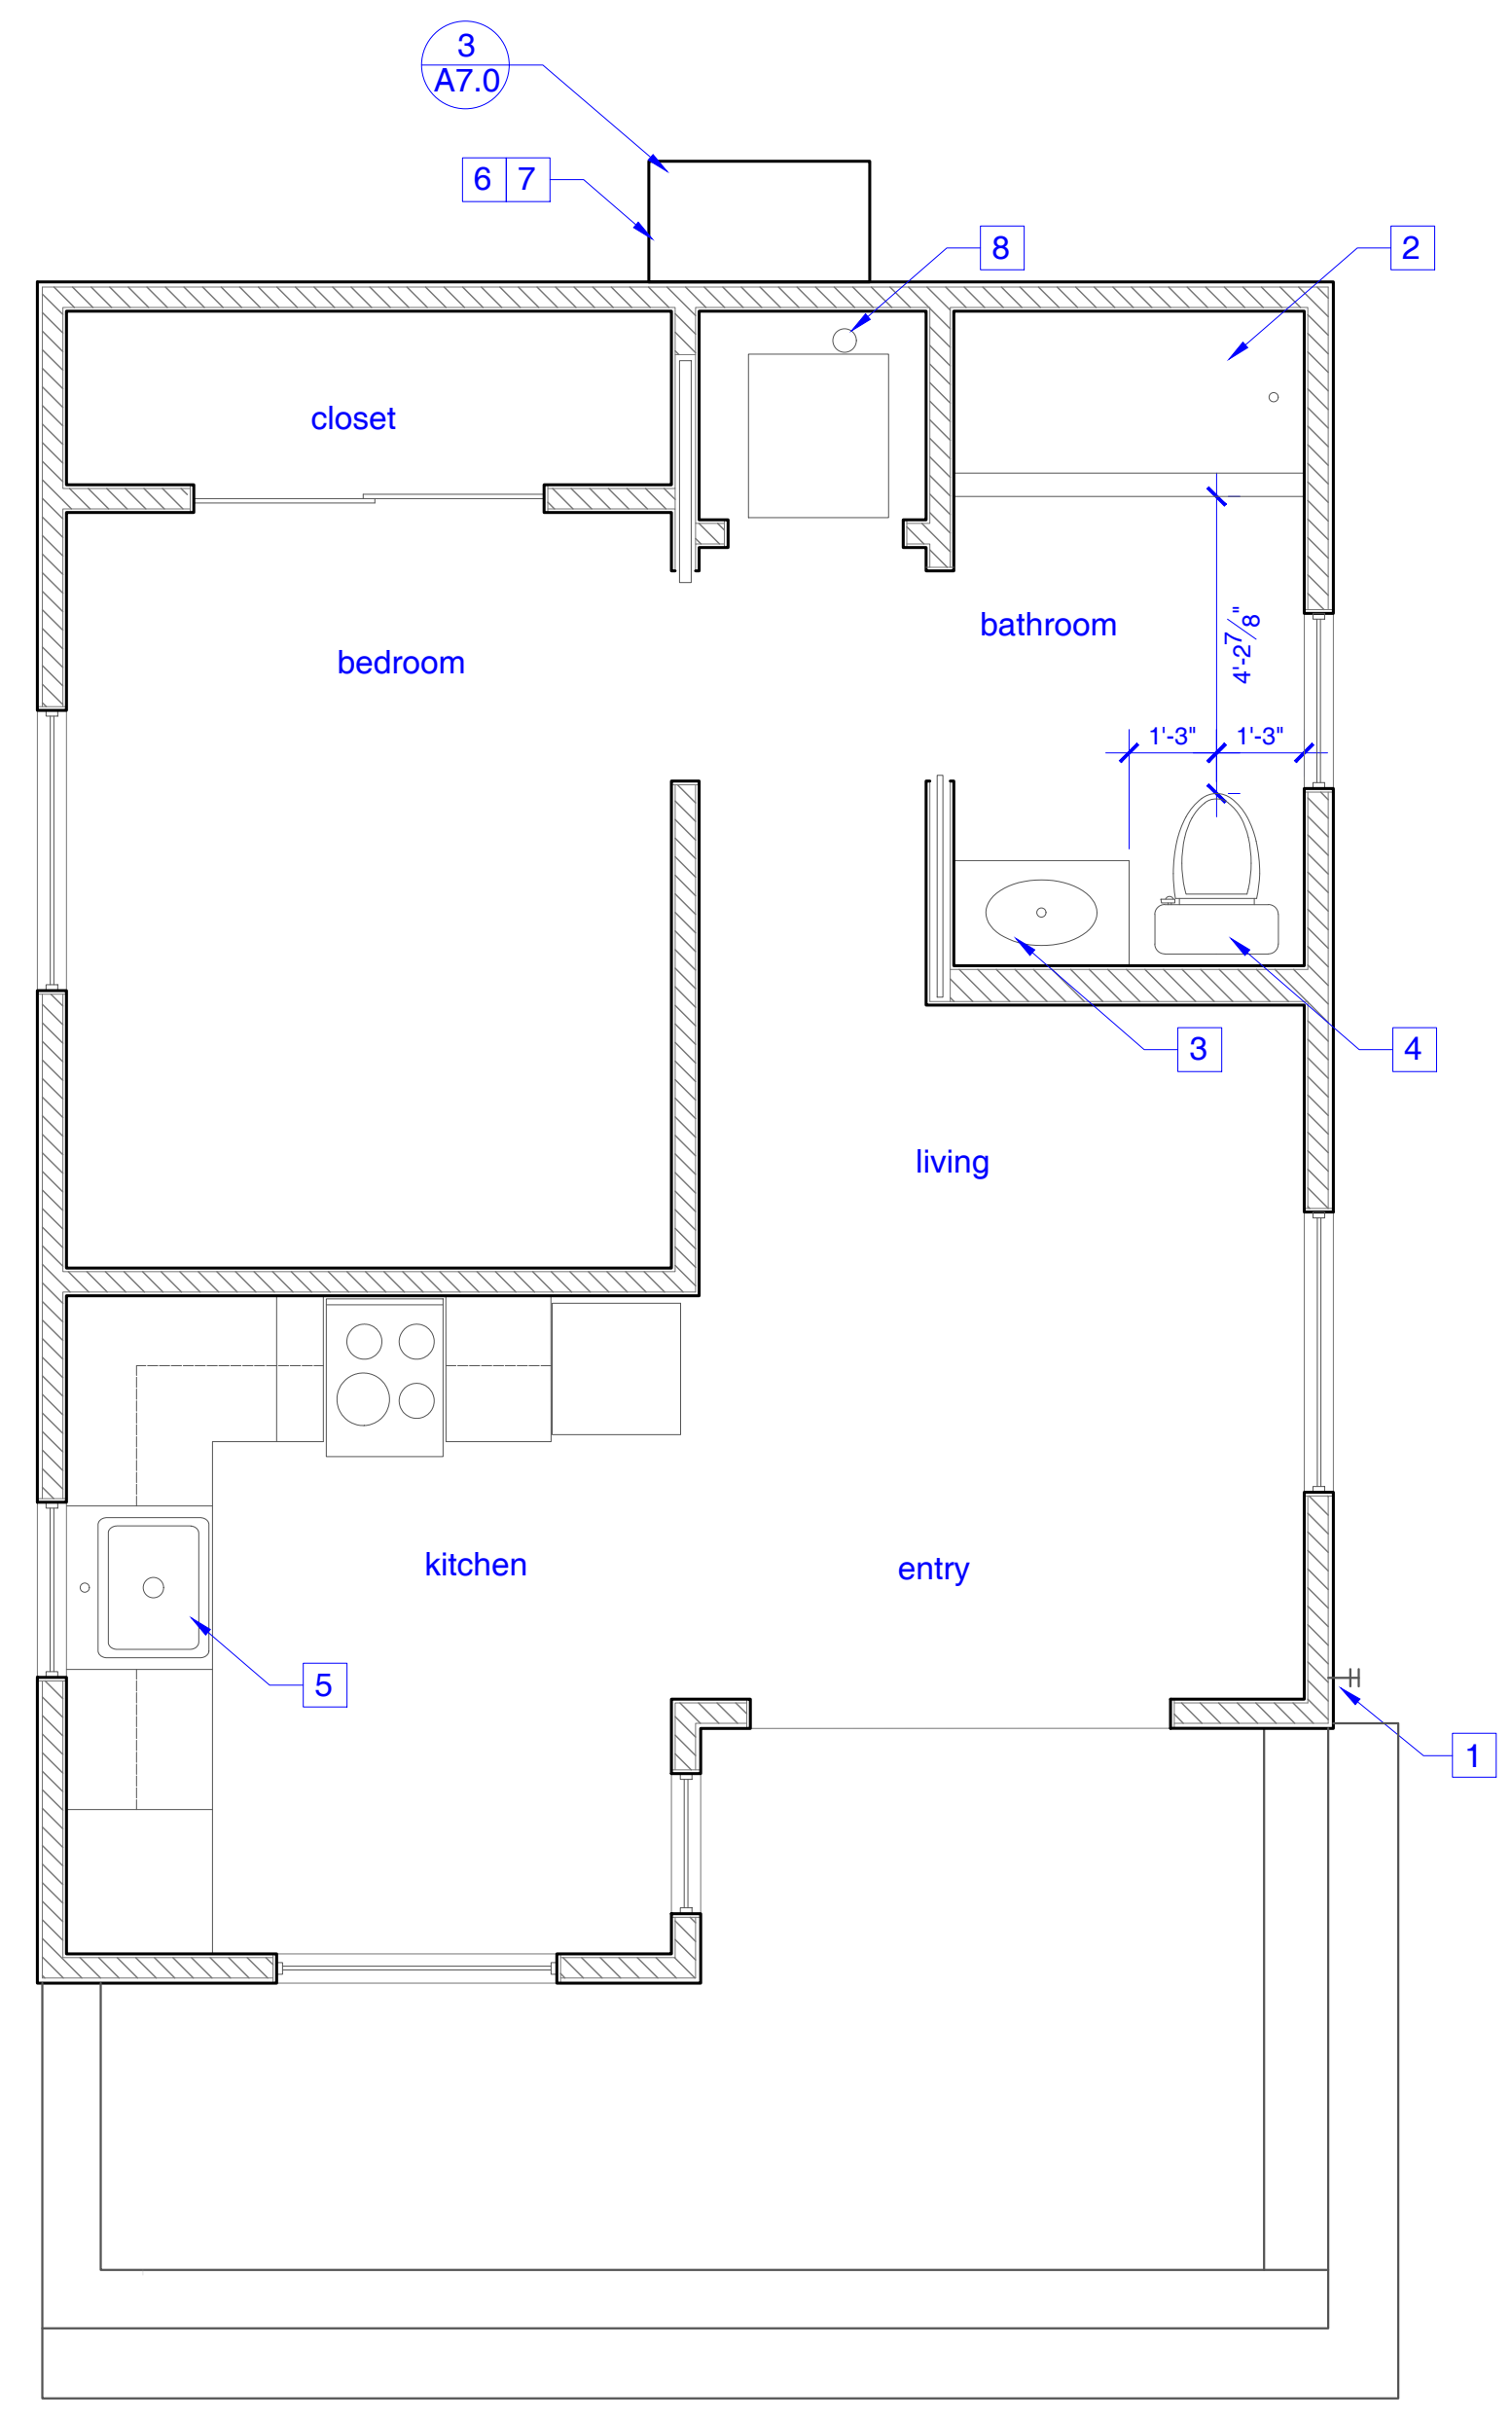 3
A7.0
6 7
8
2
closet
bathroom
4'-2 7/8"
bedroom
1'-3" 1'-3"
3
4
living
kitchen
entry
5
1